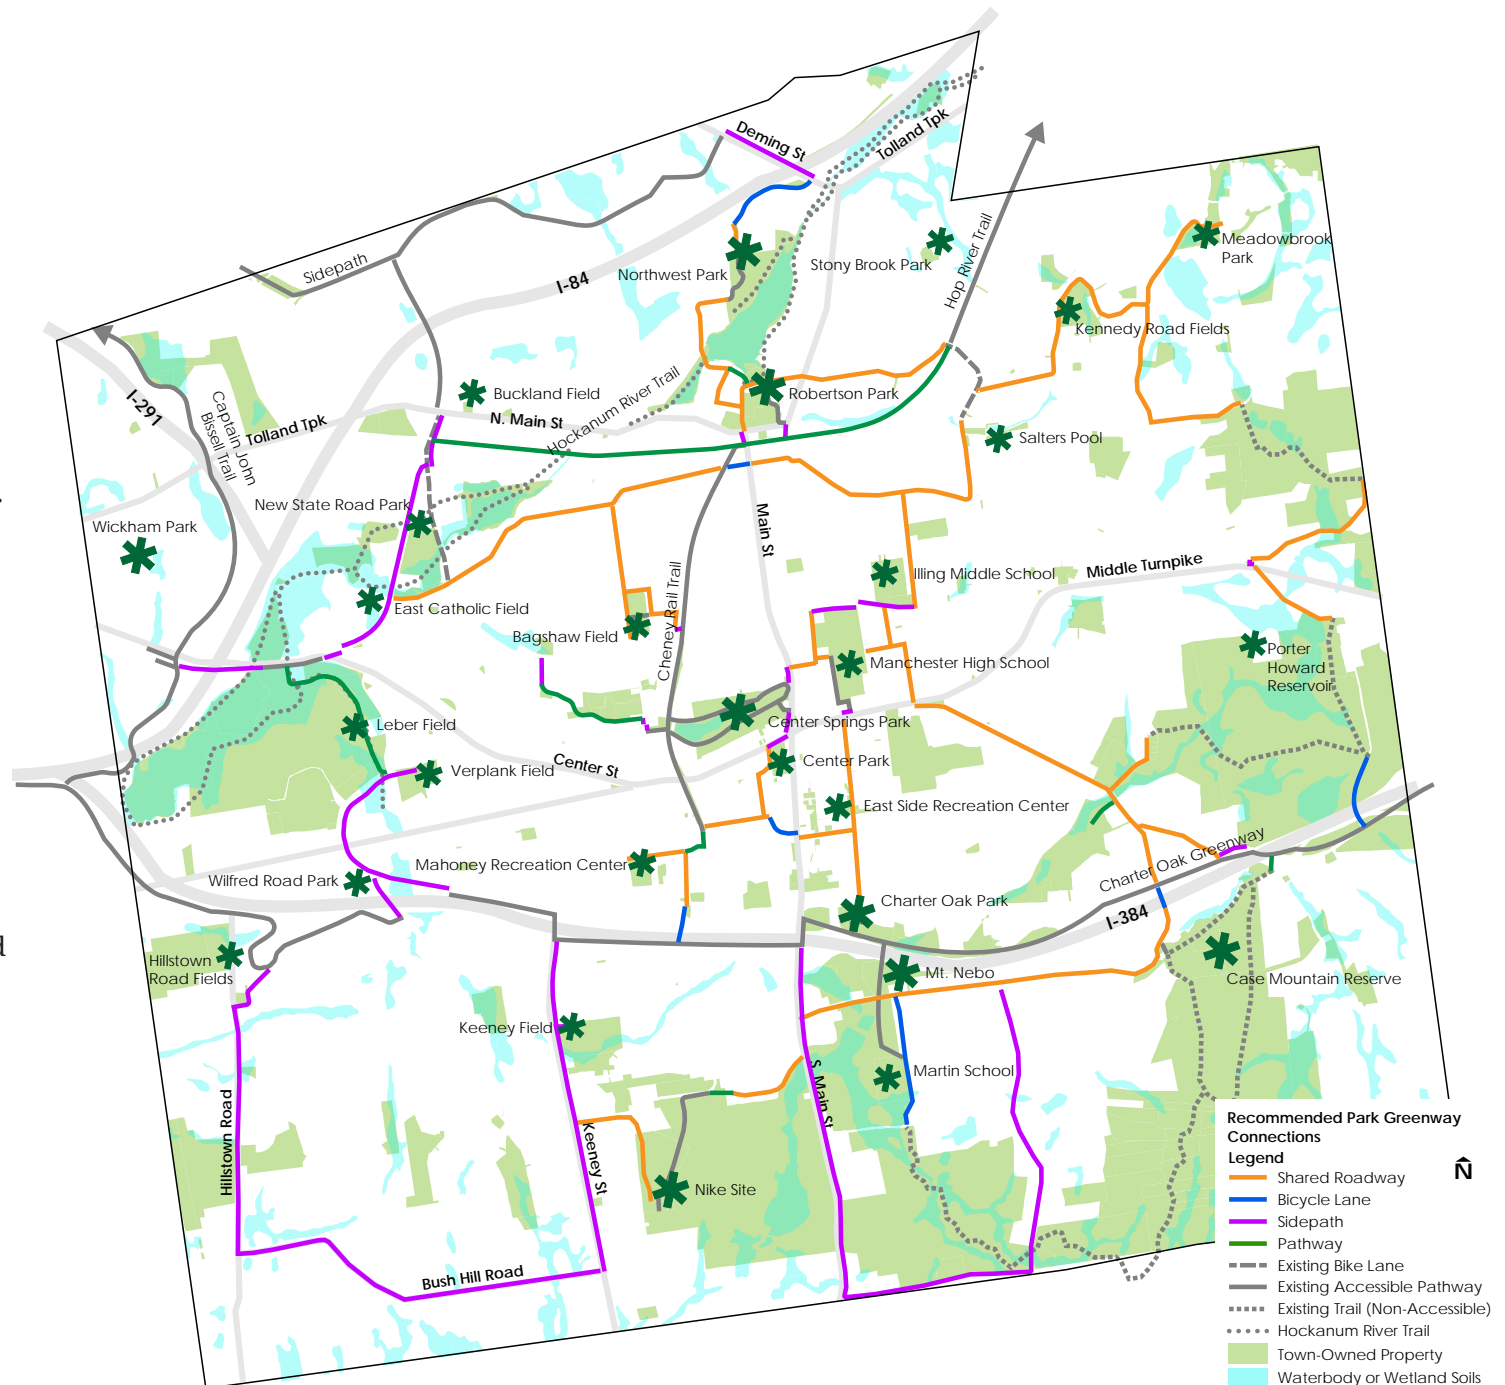 Deming St
Tolland Tpk
Hop River Trail
Meadowbrook
Park
Stony Brook Park
Northwest Park
Sidepath
I-84
Kennedy Road Fields
Buckland Field
Robertson Park
I-291
Captain John
Bissell Trail
Tolland Tpk
N. Main St
Hockanum River Trail
Salters Pool
New State Road Park
Wickham Park
Main St
Middle Turnpike
Illing Middle School
East Catholic Field
Bagshaw Field
Cheney Rail Trail
Manchester High School
Porter
Howard
Reservoir
Leber Field
Center Springs Park
Verplank Field
Center St
Center Park
East Side Recreation Center
Mahoney Recreation Center
Wilfred Road Park
Charter Oak Greenway
Charter Oak Park
I-384
Hillstown
Road Fields
Mt. Nebo
Case Mountain Reserve
Keeney Field
Martin School
S. Main St
Hillstown Road
Keeney St
Nike Site
Bush Hill Road
Recommended Park Greenway
Connections
Legend
Shared Roadway
Bicycle Lane
Sidepath
Pathway
Existing Bike Lane
Existing Accessible Pathway
Existing Trail (Non-Accessible)
Hockanum River Trail
Town-Owned Property
Waterbody or Wetland Soils
N
d